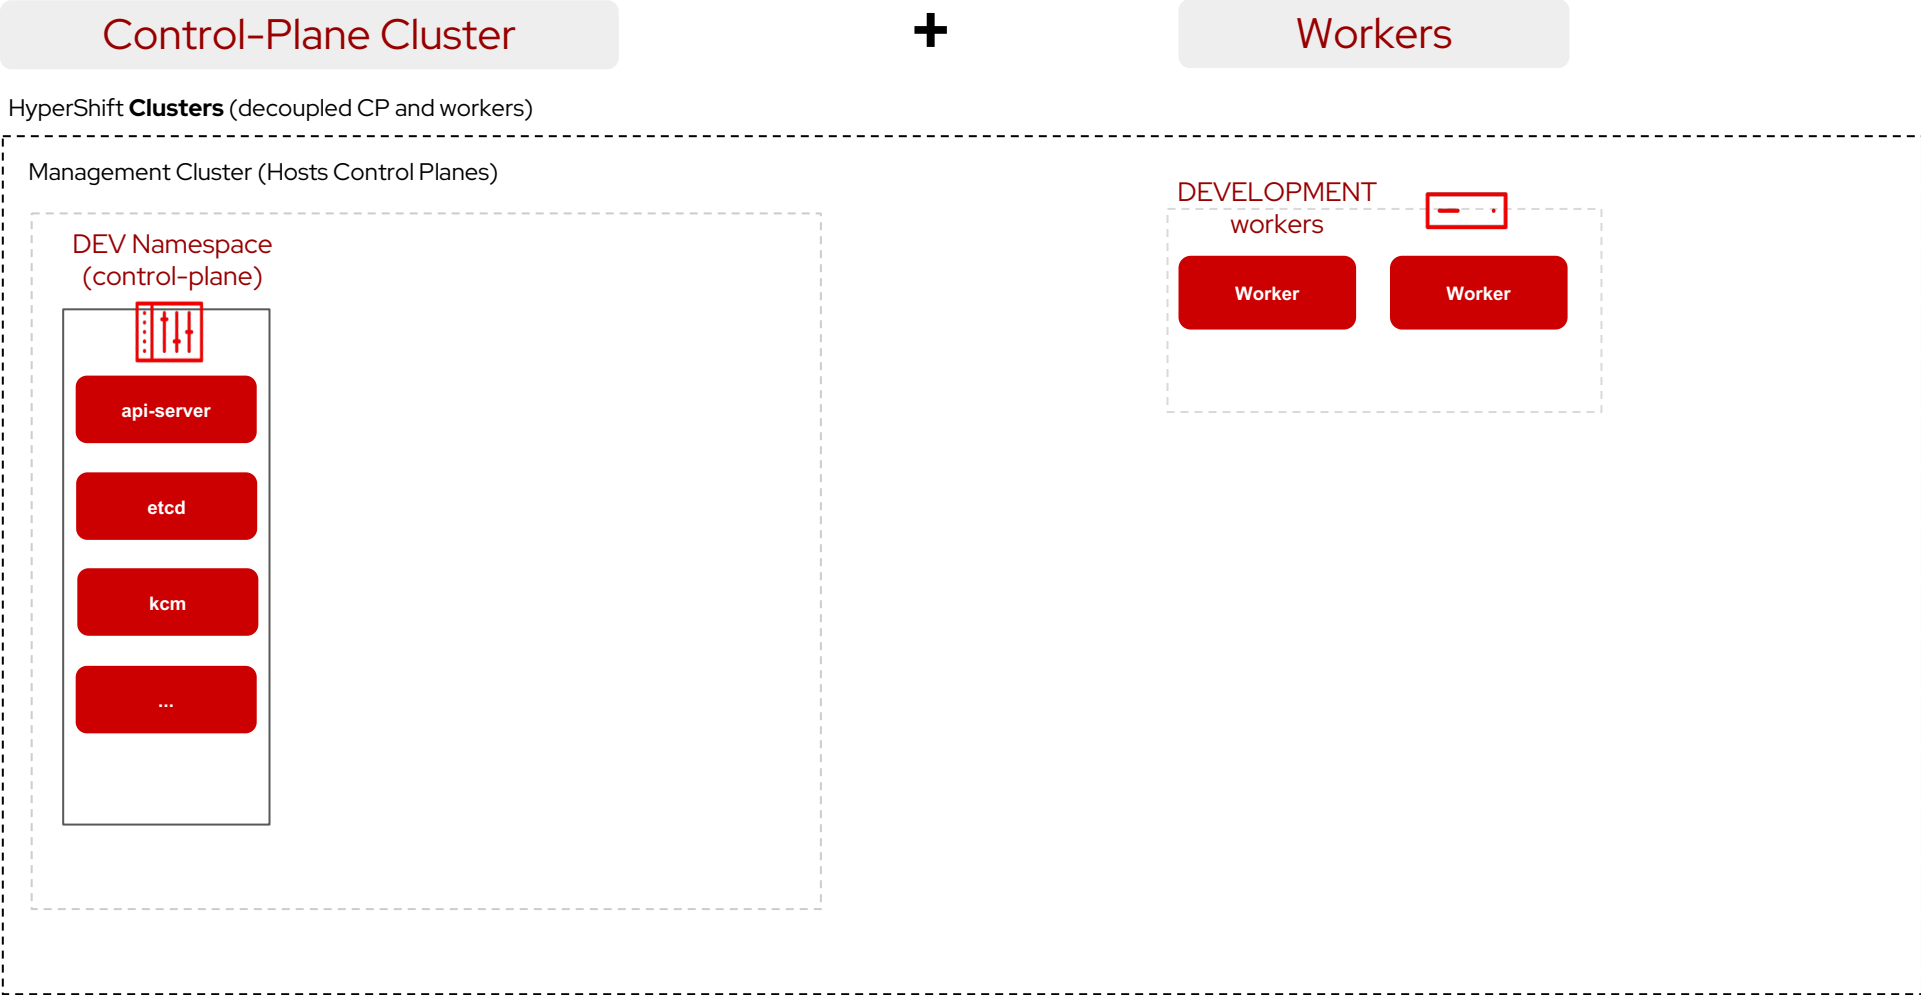 Control-Plane Cluster
+
Workers
HyperShift Clusters (decoupled CP and workers)
Management Cluster (Hosts Control Planes)
DEV Namespace
(control-plane)
api-server
etcd
kcm
...
DEVELOPMENT
workers
Worker
Worker